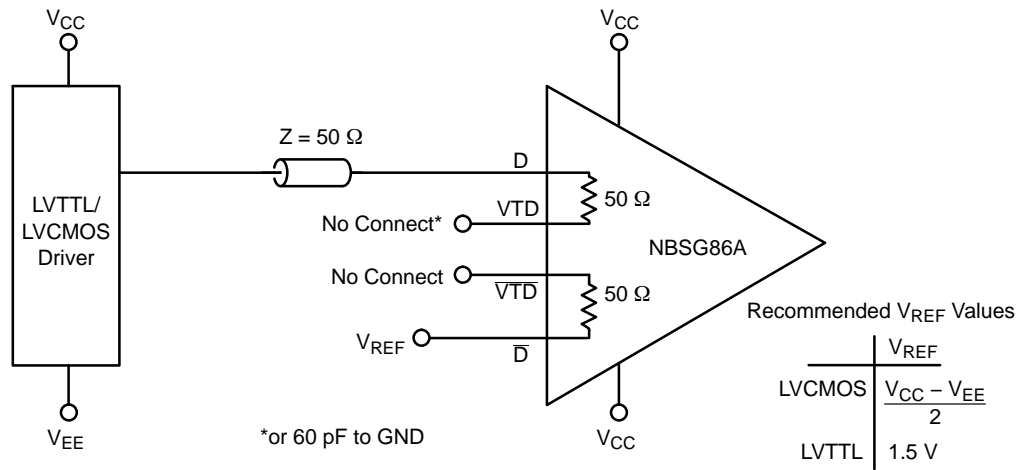 VCC
VCC
Z = 50 Ω
LVTTL/
LVCMOS
Driver
D
50 Ω
No Connect*
VTD
NBSG86A
No Connect
VTD
50 Ω
VREF
D
Recommended VREF Values
VREF
LVCMOS
VCC – VEE
2
LVTTL
1.5 V
VEE
*or 60 pF to GND
VCC